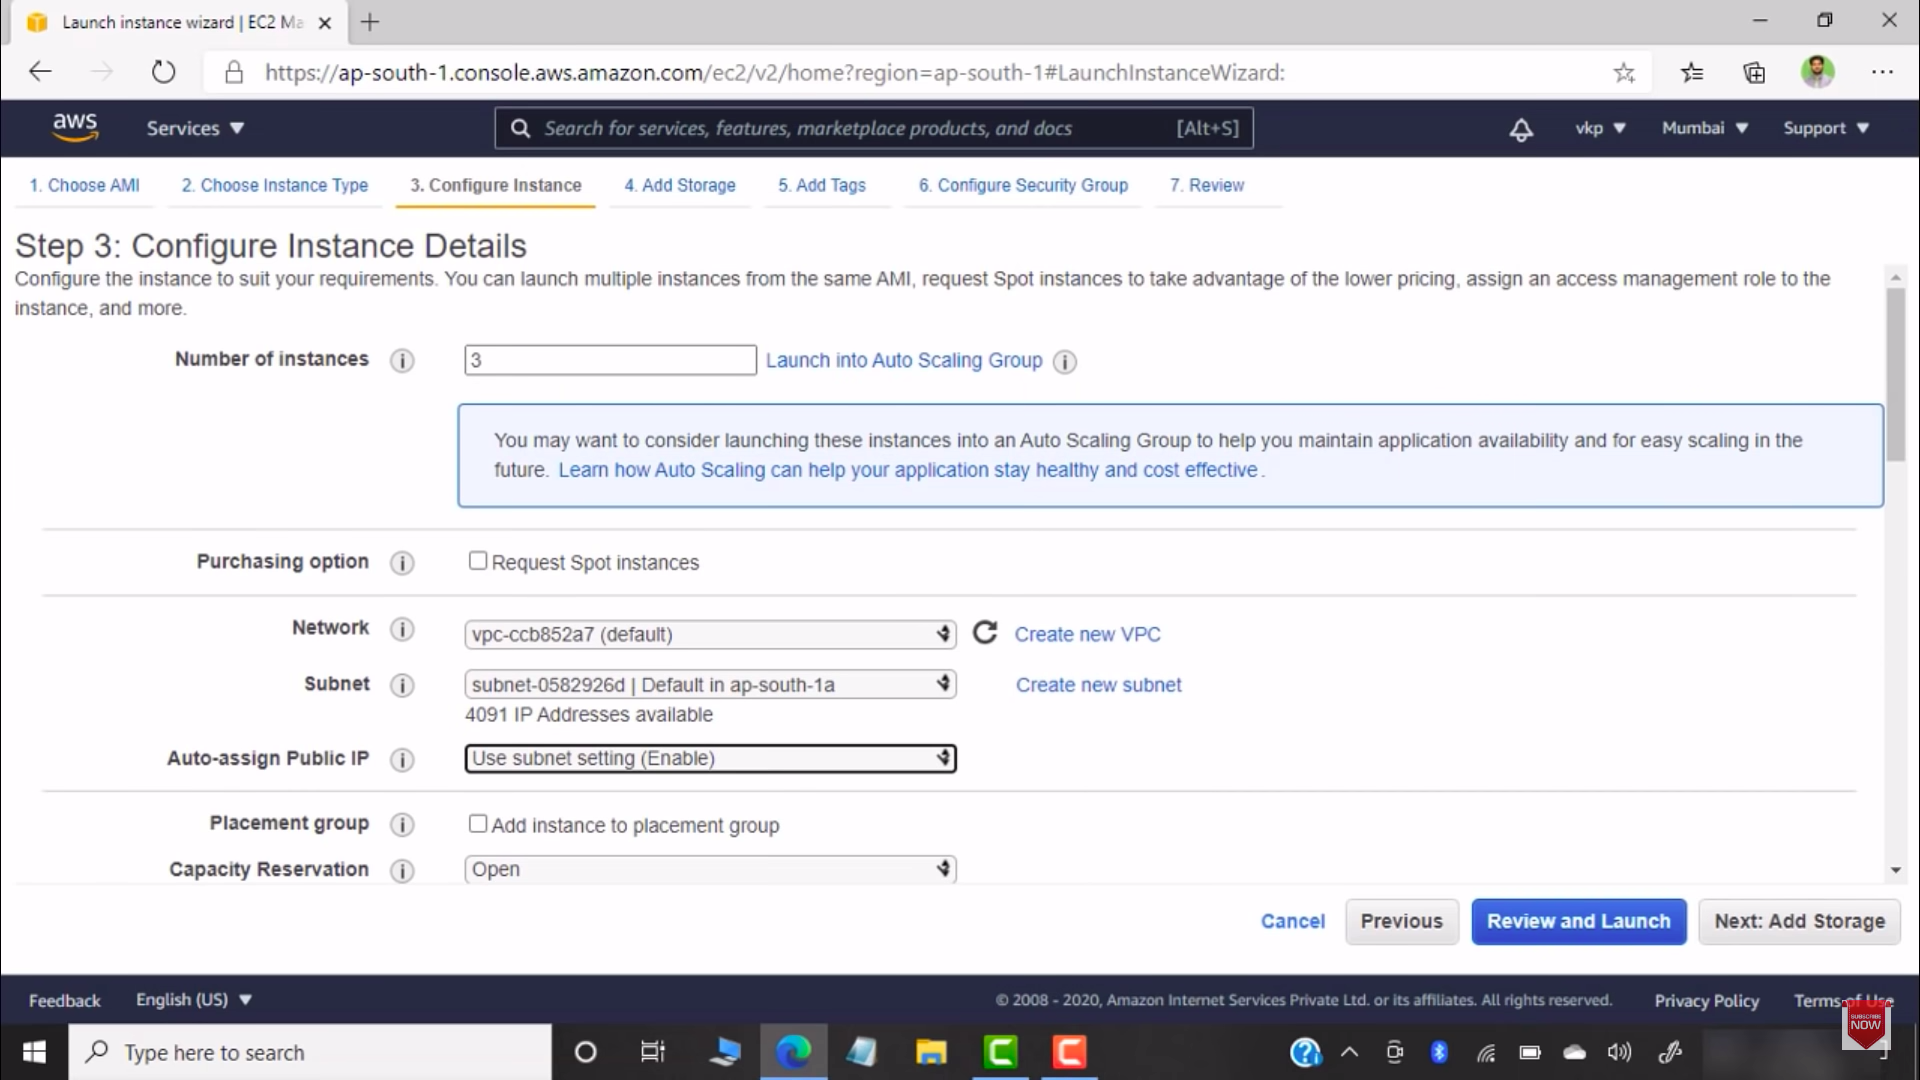 Launch instance wizard | EC2 Ma
https://ap-south-1.console.aws.amazon.com/ec2/v2/home?region=ap-south-1#LaunchInstanceWizard:
aws Services Search for services, features, marketplace products, and docs [Alt+S] vkp Mumbai Support
1. Choose AMI 2. Choose Instance Type 3. Configure Instance 4. Add Storage 5. Add Tags 6. Configure Security Group 7. Review
Step 3: Configure Instance Details
Configure the instance to suit your requirements. You can launch multiple instances from the same AMI, request Spot instances to take advantage of the lower pricing, assign an access management role to the
instance, and more.
Number of instances 3 Launch into Auto Scaling Group
You may want to consider launching these instances into an Auto Scaling Group to help you maintain application availability and for easy scaling in the
future. Learn how Auto Scaling can help your application stay healthy and cost effective.
Purchasing option Request Spot instances
Network vpc-ccb852a7 (default) Create new VPC
Subnet subnet-0582926d | Default in ap-south-1a Create new subnet
4091 IP Addresses available
Auto-assign Public IP Use subnet setting (Enable)
Placement group Add instance to placement group
Capacity Reservation Open
Cancel Previous Review and Launch Next: Add Storage
Feedback English (US) © 2008 - 2020, Amazon Internet Services Private Ltd. or its affiliates. All rights reserved. Privacy Policy Terms of Use
SUBSCRIBE
NOW
Type here to search